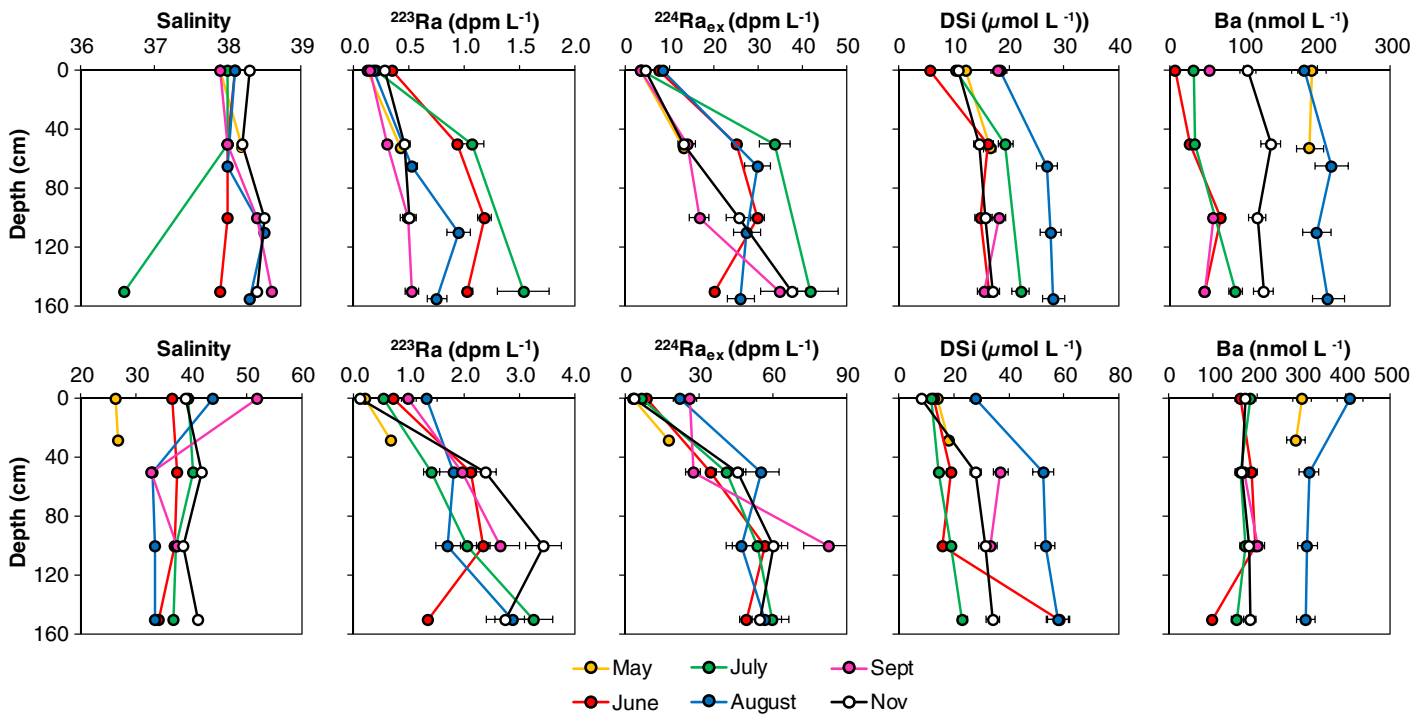 Salinity ²²³Ra (dpm L⁻¹) ²²⁴Raₑₓ (dpm L⁻¹) DSi (µmol L⁻¹)) Ba (nmol L⁻¹)
36 37 38 39 0.0 0.5 1.0 1.5 2.0 0 10 20 30 40 50 0 10 20 30 40 0 100 200 300
0
40
80
110
160
Depth (cm)
Salinity ²²³Ra (dpm L⁻¹) ²²⁴Raₑₓ (dpm L⁻¹) DSi (µmol L⁻¹) Ba (nmol L⁻¹)
20 30 40 50 60 0.0 1.0 2.0 3.0 4.0 0 30 60 90 0 20 40 60 80 0 100 200 300 400 500
0
40
80
120
160
Depth (cm)
May July Sept
June August Nov